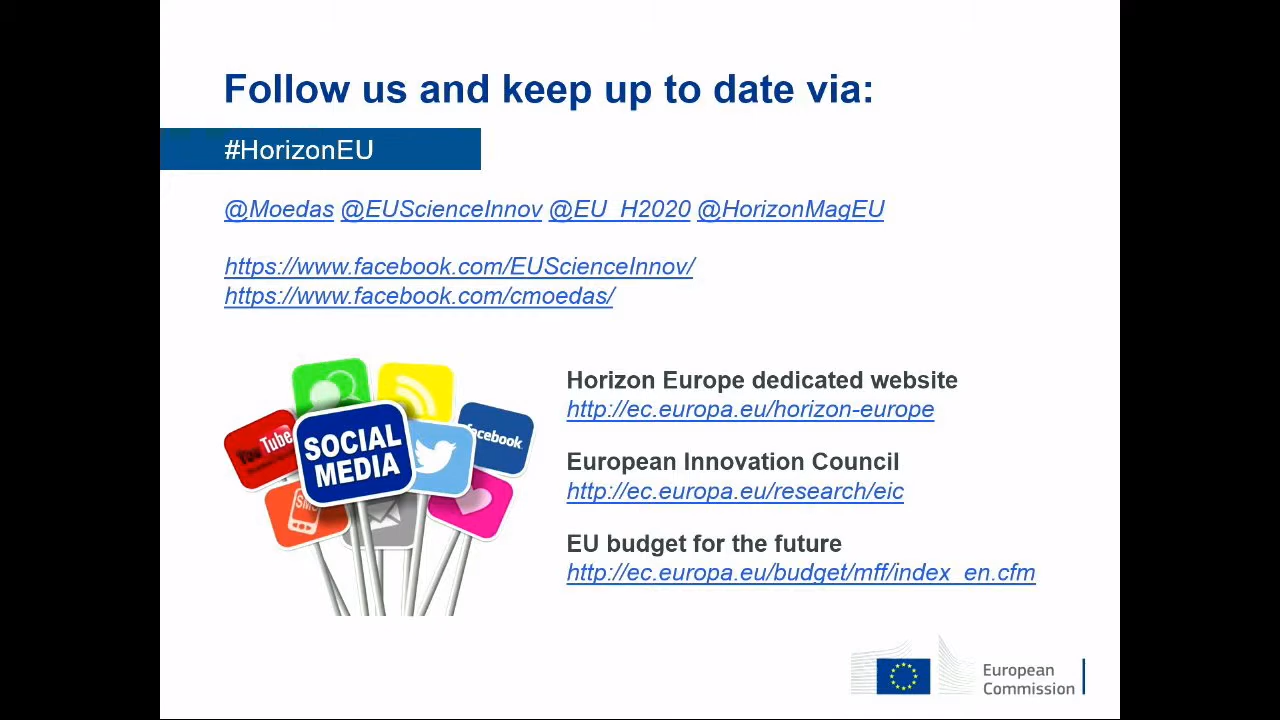 Follow us and keep up to date via:
#HorizonEU
@Moedas @EUScienceInnov @EU_H2020 @HorizonMagEU
https://www.facebook.com/EUScienceInnov/
https://www.facebook.com/cmoedas/
YouTube
SOCIAL
MEDIA
facebook
SMS
Horizon Europe dedicated website
http://ec.europa.eu/horizon-europe
European Innovation Council
http://ec.europa.eu/research/eic
EU budget for the future
http://ec.europa.eu/budget/mff/index_en.cfm
European
Commission